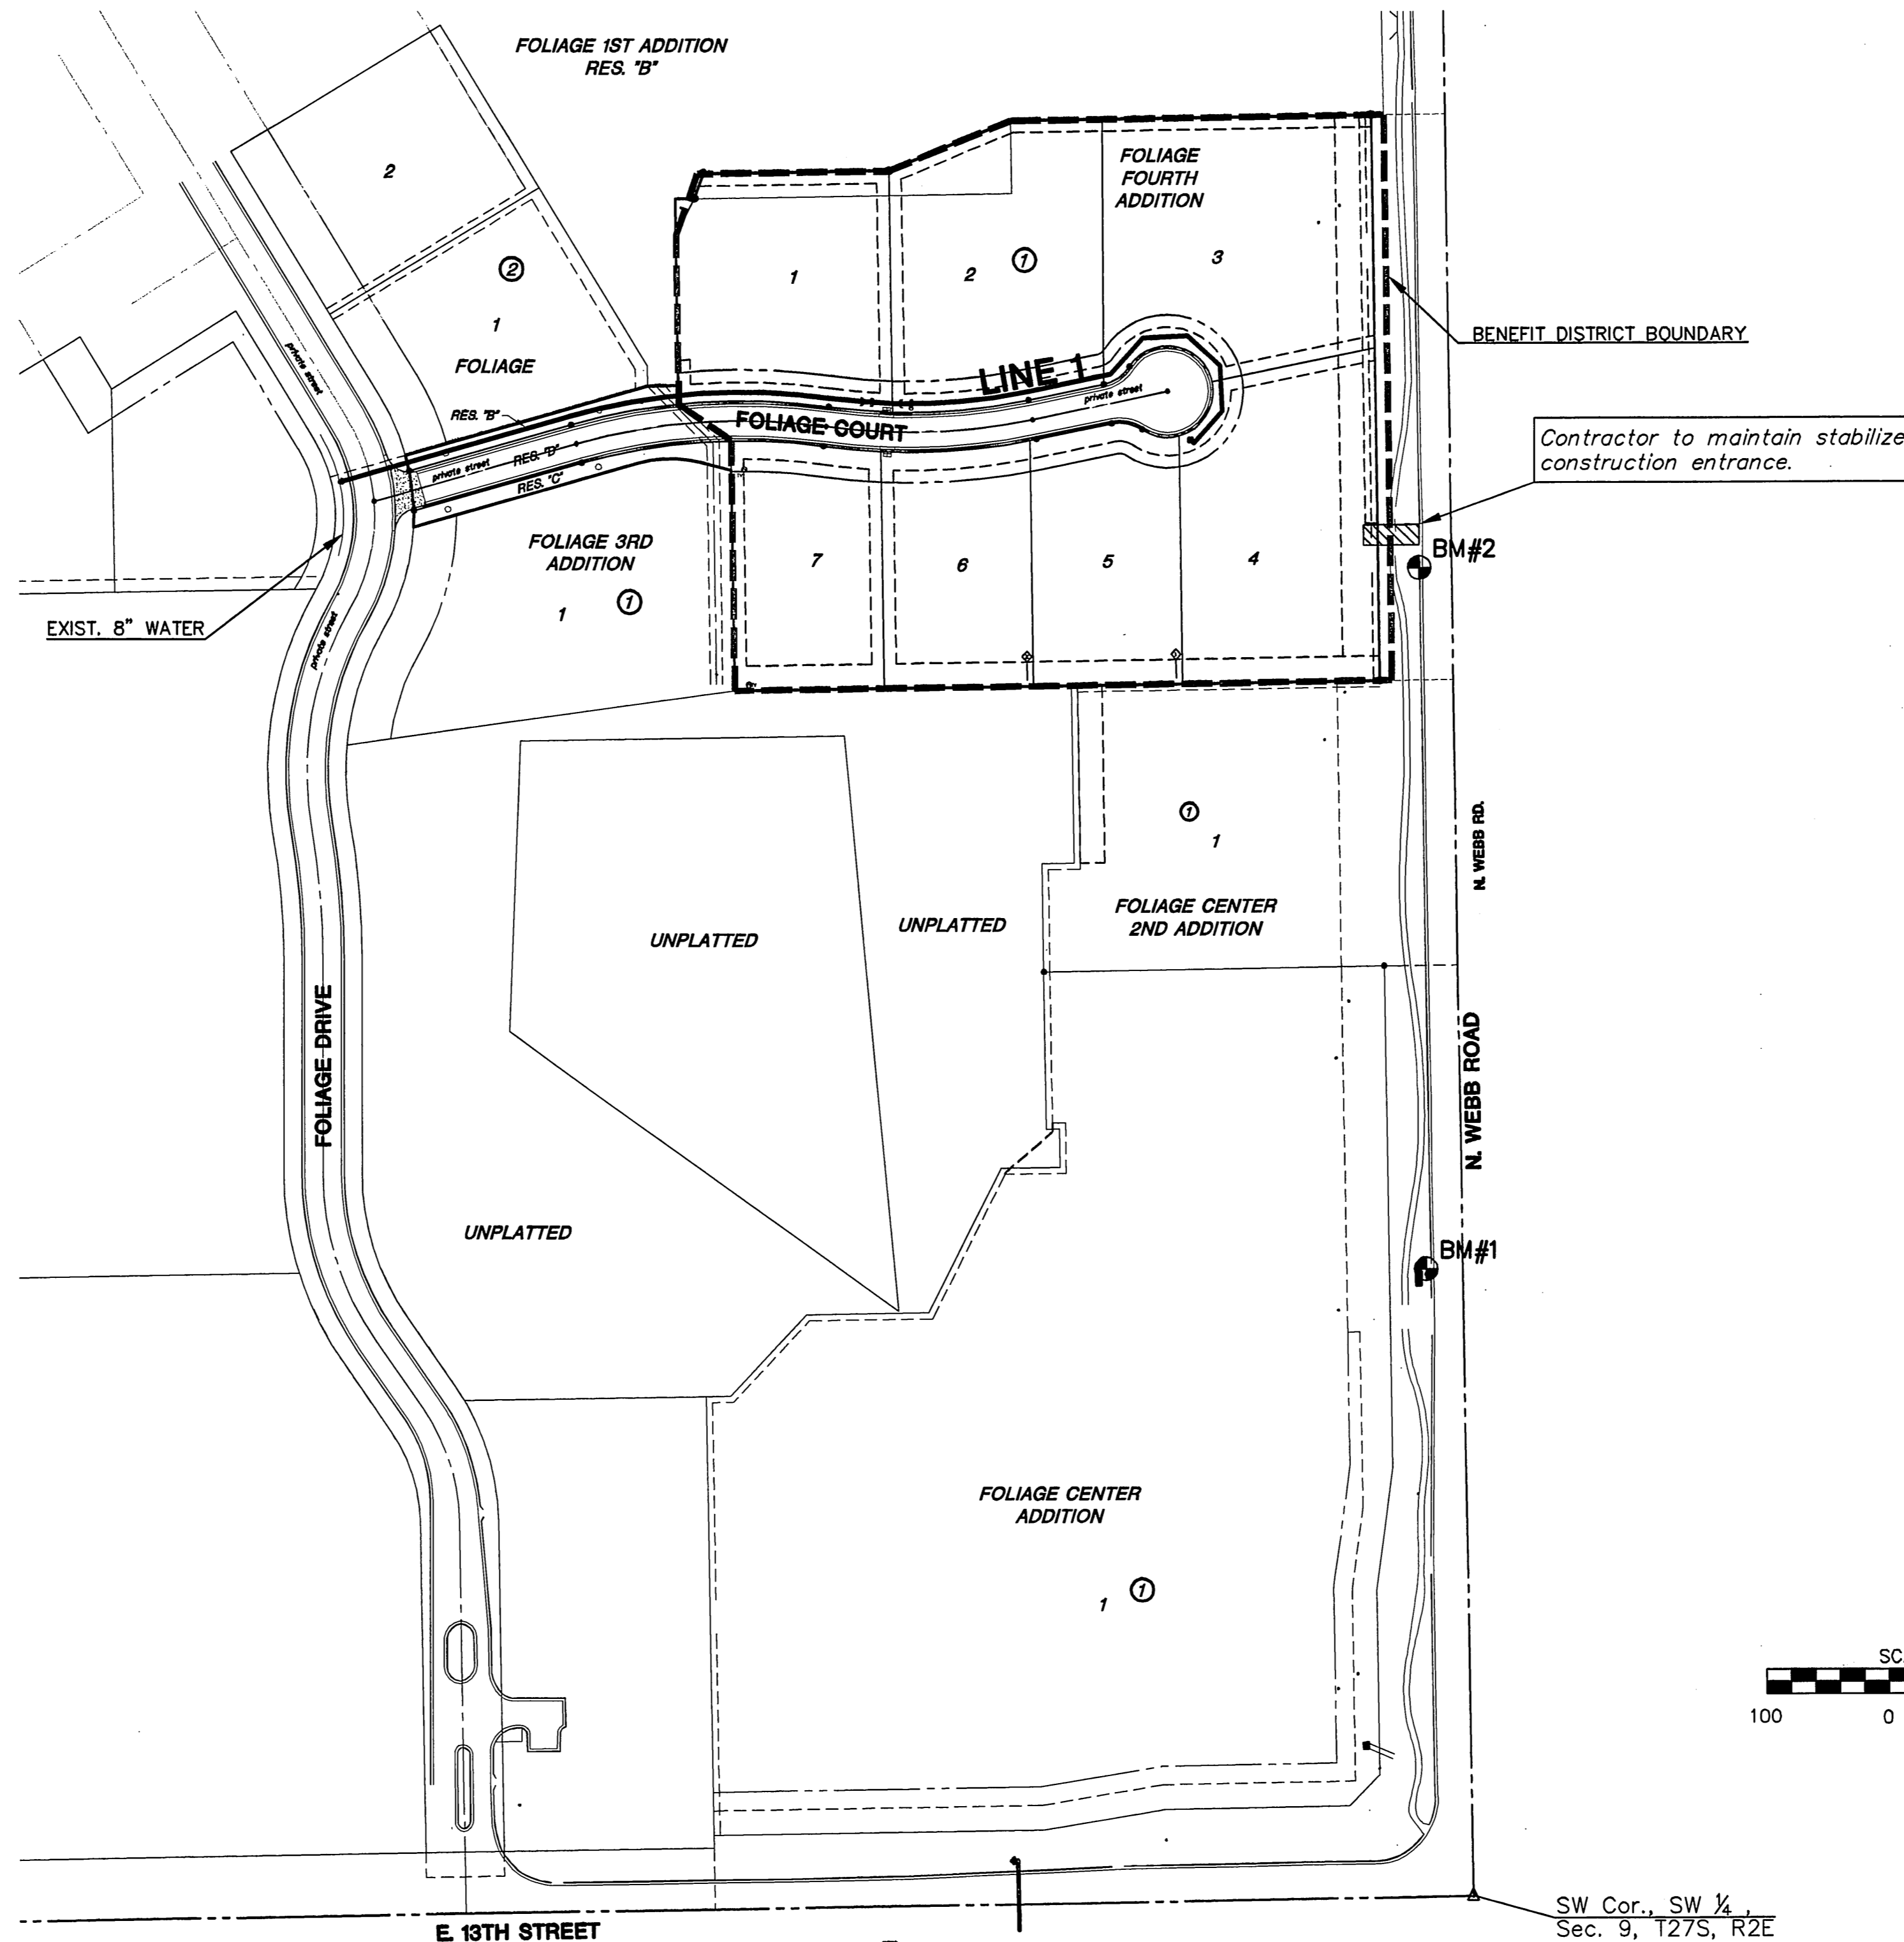 FOLIAGE 1ST ADDITION
RES. "B"
2
FOLIAGE
FOURTH
ADDITION
2
1
FOLIAGE
1
2
1
3
BENEFIT DISTRICT BOUNDARY
private street
LINE 1
private street
RES. "B"
FOLIAGE COURT
private street
RES. "D"
RES. "C"
Contractor to maintain
construction entrance.
FOLIAGE 3RD
ADDITION
1
1
7
6
5
4
BM#2
EXIST. 8" WATER
private street
1
1
N. WEBB RD.
FOLIAGE CENTER
2ND ADDITION
UNPLATTED
UNPLATTED
FOLIAGE DRIVE
N. WEBB ROAD
UNPLATTED
BM#1
FOLIAGE CENTER
ADDITION
1
1
100
0
SW Cor., SW ¼ ,
Sec. 9, T27S, R2E
E. 13TH STREET